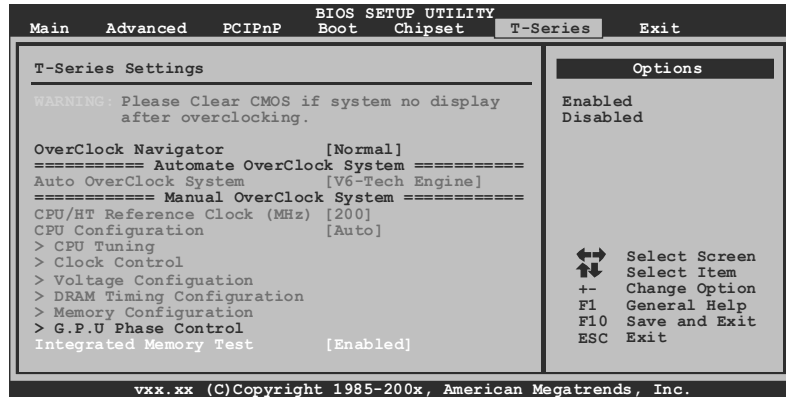 BIOS SETUP UTILITY
Main Advanced PCIPnP Boot Chipset T-Series Exit
T-Series Settings
WARNING: Please Clear CMOS if system no display
after overclocking.
OverClock Navigator [Normal]
=========== Automate OverClock System ===========
Auto OverClock System [V6-Tech Engine]
============ Manual OverClock System ============
CPU/HT Reference Clock (MHz) [200]
CPU Configuration [Auto]
> CPU Tuning
> Clock Control
> Voltage Configuation
> DRAM Timing Configuration
> Memory Configuration
> G.P.U Phase Control
Integrated Memory Test [Enabled]
Options
Enabled
Disabled
Select Screen
Select Item
+- Change Option
F1 General Help
F10 Save and Exit
ESC Exit
vxx.xx (C)Copyright 1985-200x, American Megatrends, Inc.